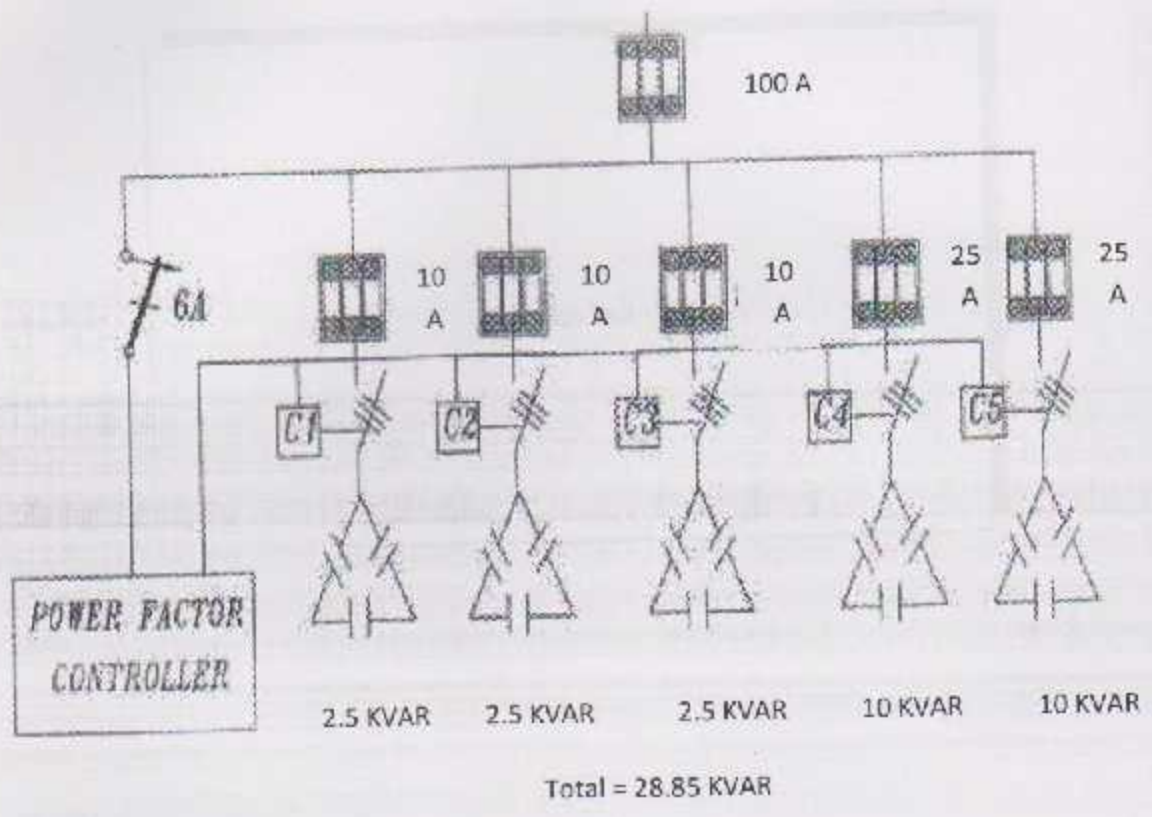 100 A
10
A
10
A
10
A
25
A
25
A
6A
C1
C2
C3
C4
C5
POWER FACTOR
CONTROLLER
2.5 KVAR
2.5 KVAR
2.5 KVAR
10 KVAR
10 KVAR
Total = 28.85 KVAR